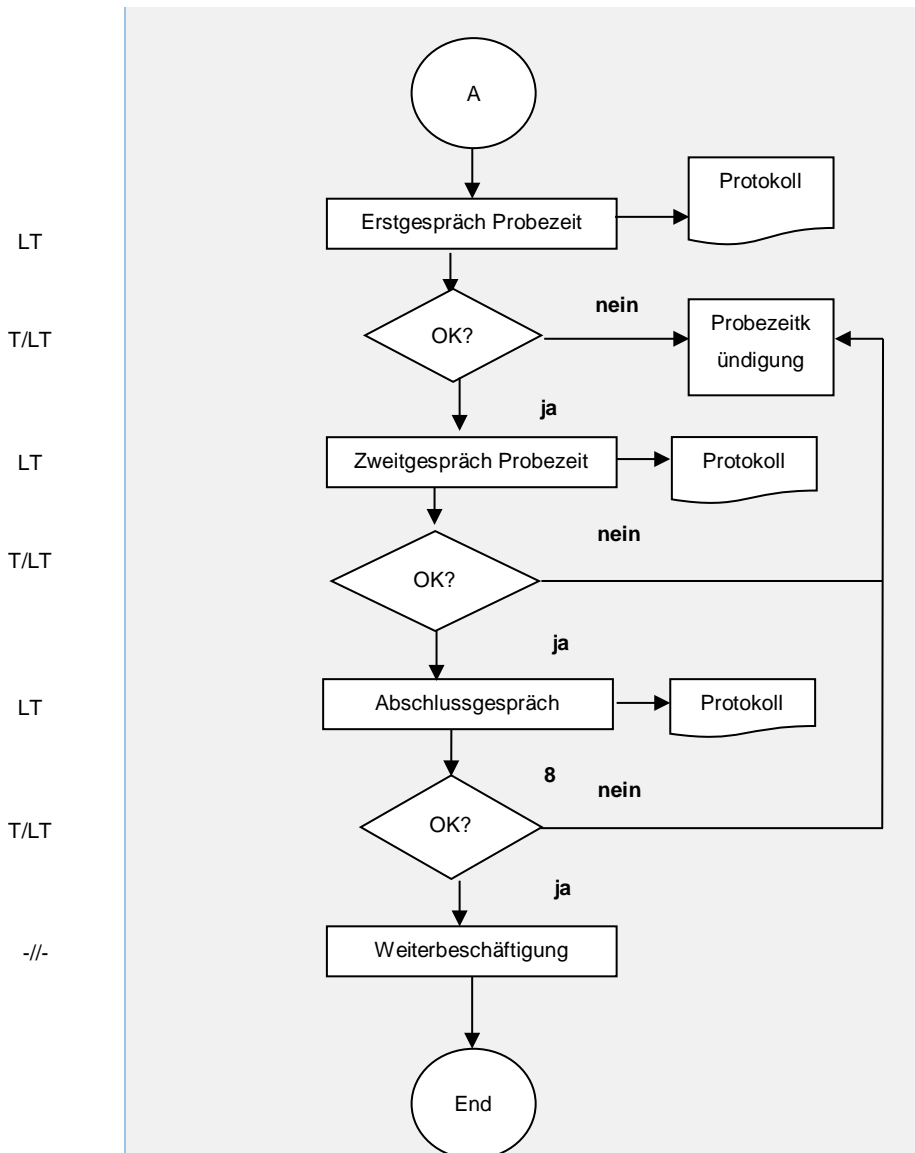 A
Protokoll
Erstgespräch Probezeit
LT
nein
Probezeitk
ündigung
T/LT
OK?
ja
LT
Zweitgespräch Probezeit
Protokoll
nein
T/LT
OK?
ja
LT
Abschlussgespräch
Protokoll
8
nein
T/LT
OK?
ja
-//-
Weiterbeschäftigung
End